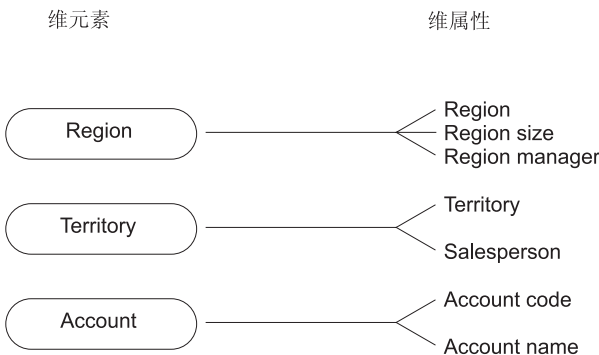 维元素
维属性
Region
Region
Region size
Region manager
Territory
Territory
Salesperson
Account
Account code
Account name